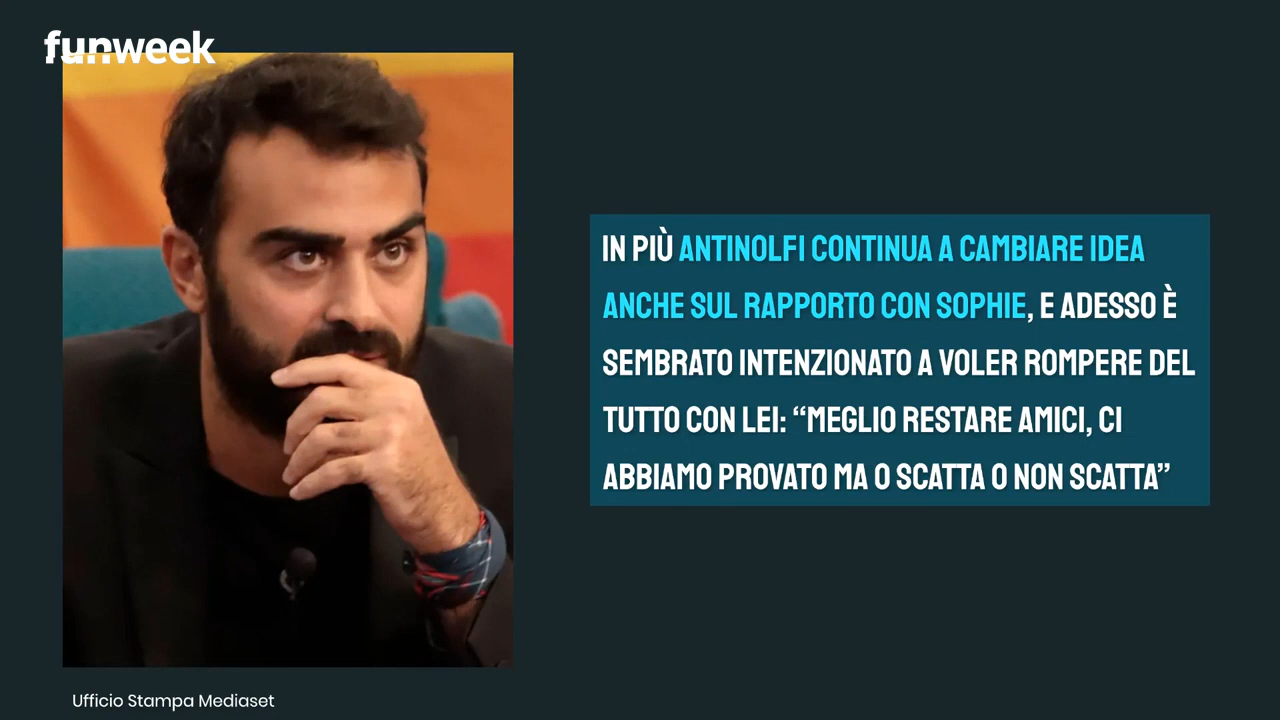 funweek
IN PIÙ ANTINOLFI CONTINUA A CAMBIARE IDEA
ANCHE SUL RAPPORTO CON SOPHIE, E ADESSO È
SEMBRATO INTENZIONATO A VOLER ROMPERE DEL
TUTTO CON LEI: “MEGLIO RESTARE AMICI, CI
ABBIAMO PROVATO MA O SCATTA O NON SCATTA”
Ufficio Stampa Mediaset